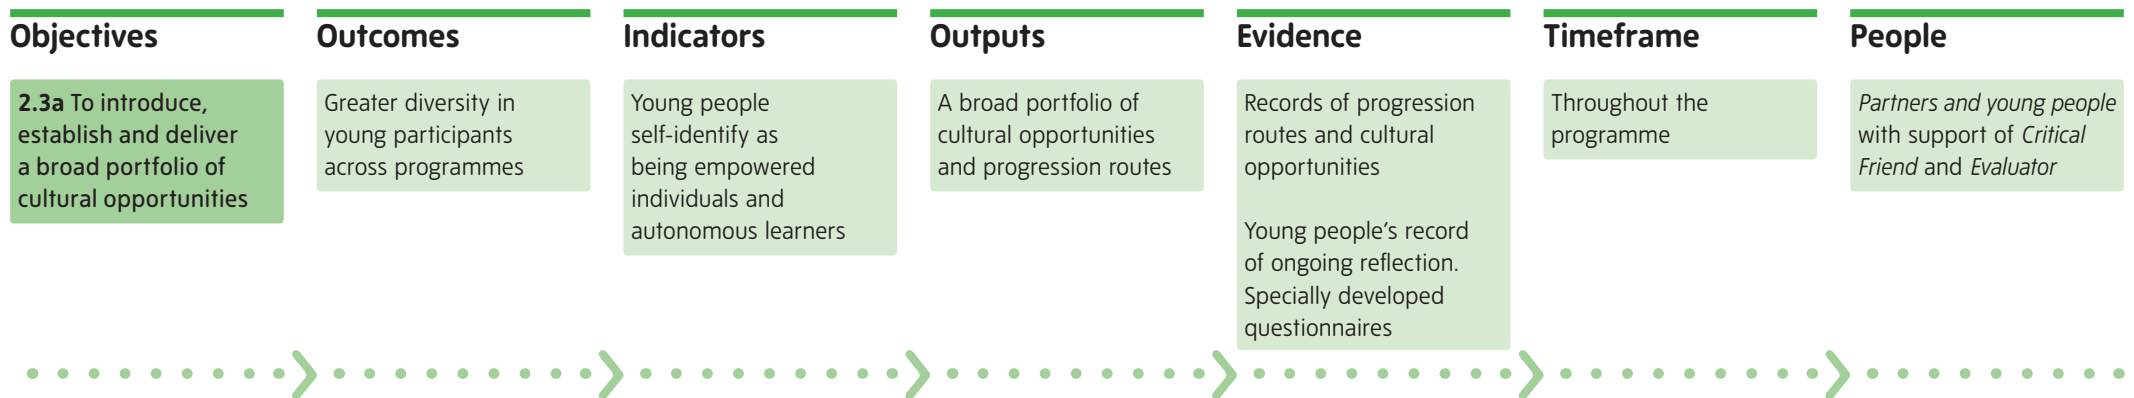 Objectives
2.3a To introduce,
establish and deliver
a broad portfolio of
cultural opportunities
Outcomes
Greater diversity in
young participants
across programmes
Indicators
Young people
self-identify as
being empowered
individuals and
autonomous learners
Outputs
A broad portfolio of
cultural opportunities
and progression routes
Evidence
Records of progression
routes and cultural
opportunities
Young people’s record
of ongoing reflection.
Specially developed
questionnaires
Timeframe
Throughout the
programme
People
Partners and young people
with support of Critical
Friend and Evaluator